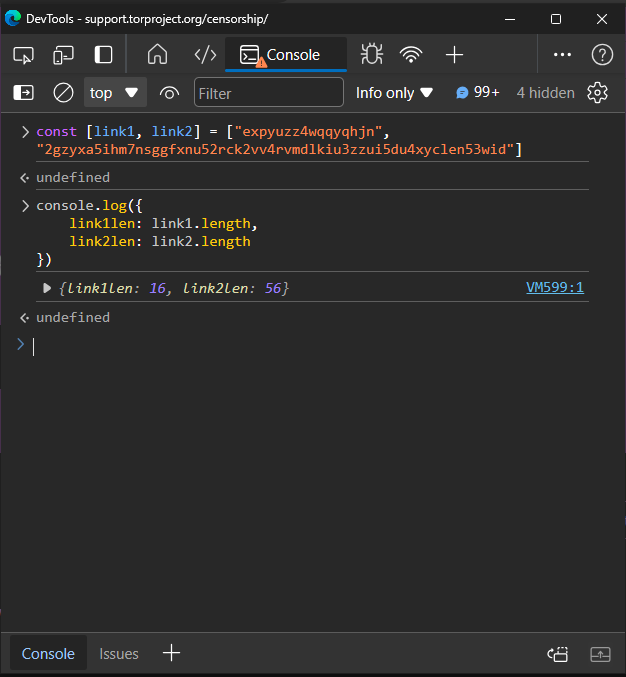 DevTools - support.torproject.org/censorship/
Console
top
Filter
Info only
99+
4 hidden
const [link1, link2] = ["expyuzz4wqqyqhjn",
"2gzyxa5ihm7nsggfxnu52rck2vv4rvmdlkiu3zzui5du4xyclen53wid"]
undefined
console.log({
link1len: link1.length,
link2len: link2.length
})
{link1len: 16, link2len: 56}
VM599:1
undefined
Console
Issues